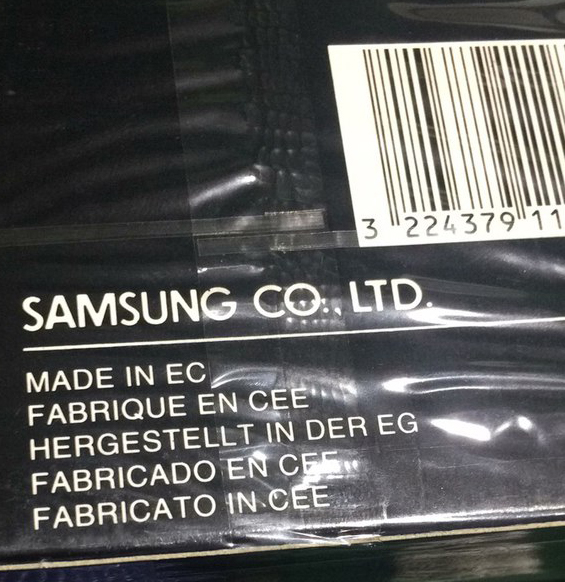 3 224379 11
SAMSUNG CO., LTD.
MADE IN EC
FABRIQUE EN CEE
HERGESTELLT IN DER EG
FABRICADO EN CEE
FABRICATO IN CEE